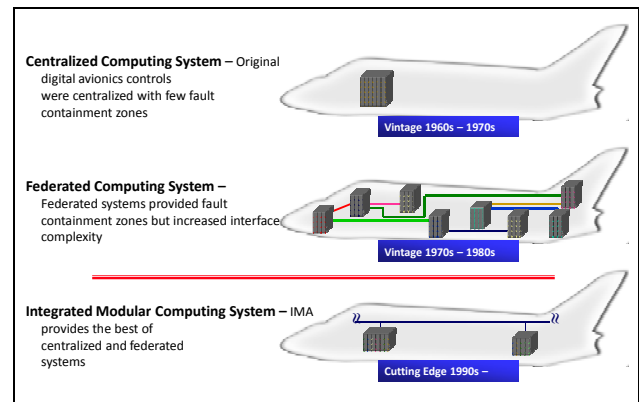 Centralized Computing System – Original
digital avionics controls
were centralized with few fault
containment zones
Vintage 1960s – 1970s
Federated Computing System –
Federated systems provided fault
containment zones but increased interface
complexity
Vintage 1970s – 1980s
Integrated Modular Computing System – IMA
provides the best of
centralized and federated
systems
Cutting Edge 1990s –